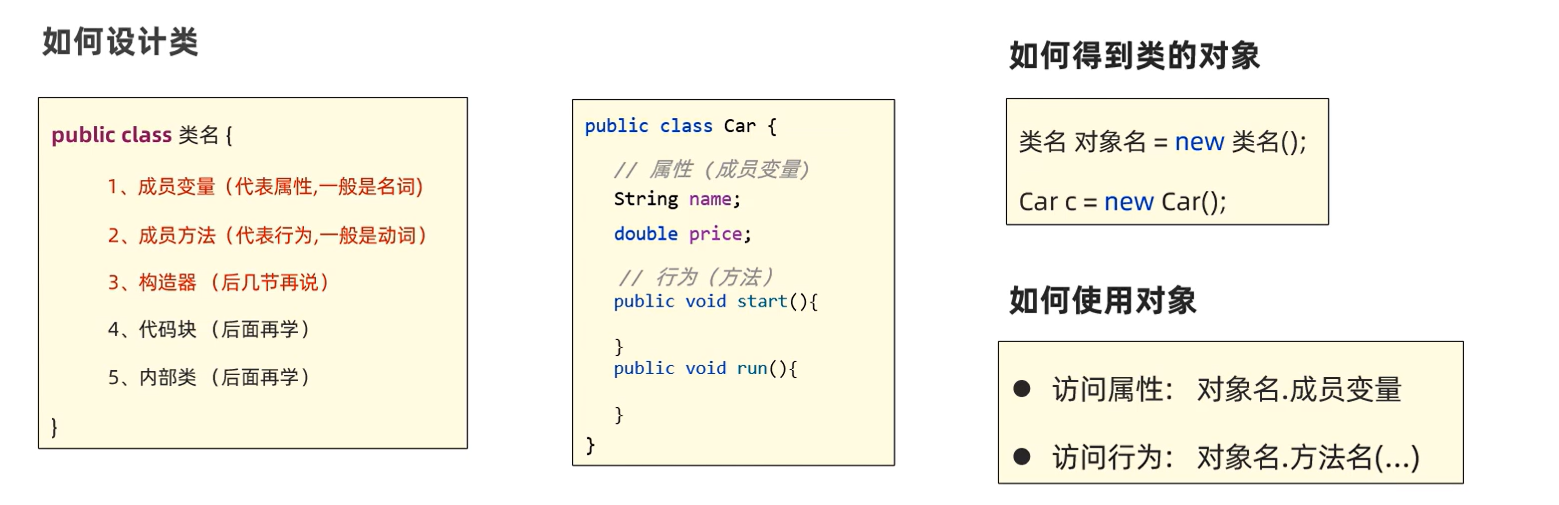 如何设计类
public class 类名 {
1、成员变量（代表属性,一般是名词)
2、成员方法（代表行为,一般是动词）
3、构造器 （后几节再说）
4、代码块 （后面再学）
5、内部类 （后面再学）
}
public class Car {
// 属性（成员变量）
String name;
double price;
// 行为（方法）
public void start(){
}
public void run(){
}
}
如何得到类的对象
类名 对象名 = new 类名();
Car c = new Car();
如何使用对象
● 访问属性： 对象名.成员变量
● 访问行为： 对象名.方法名(...)